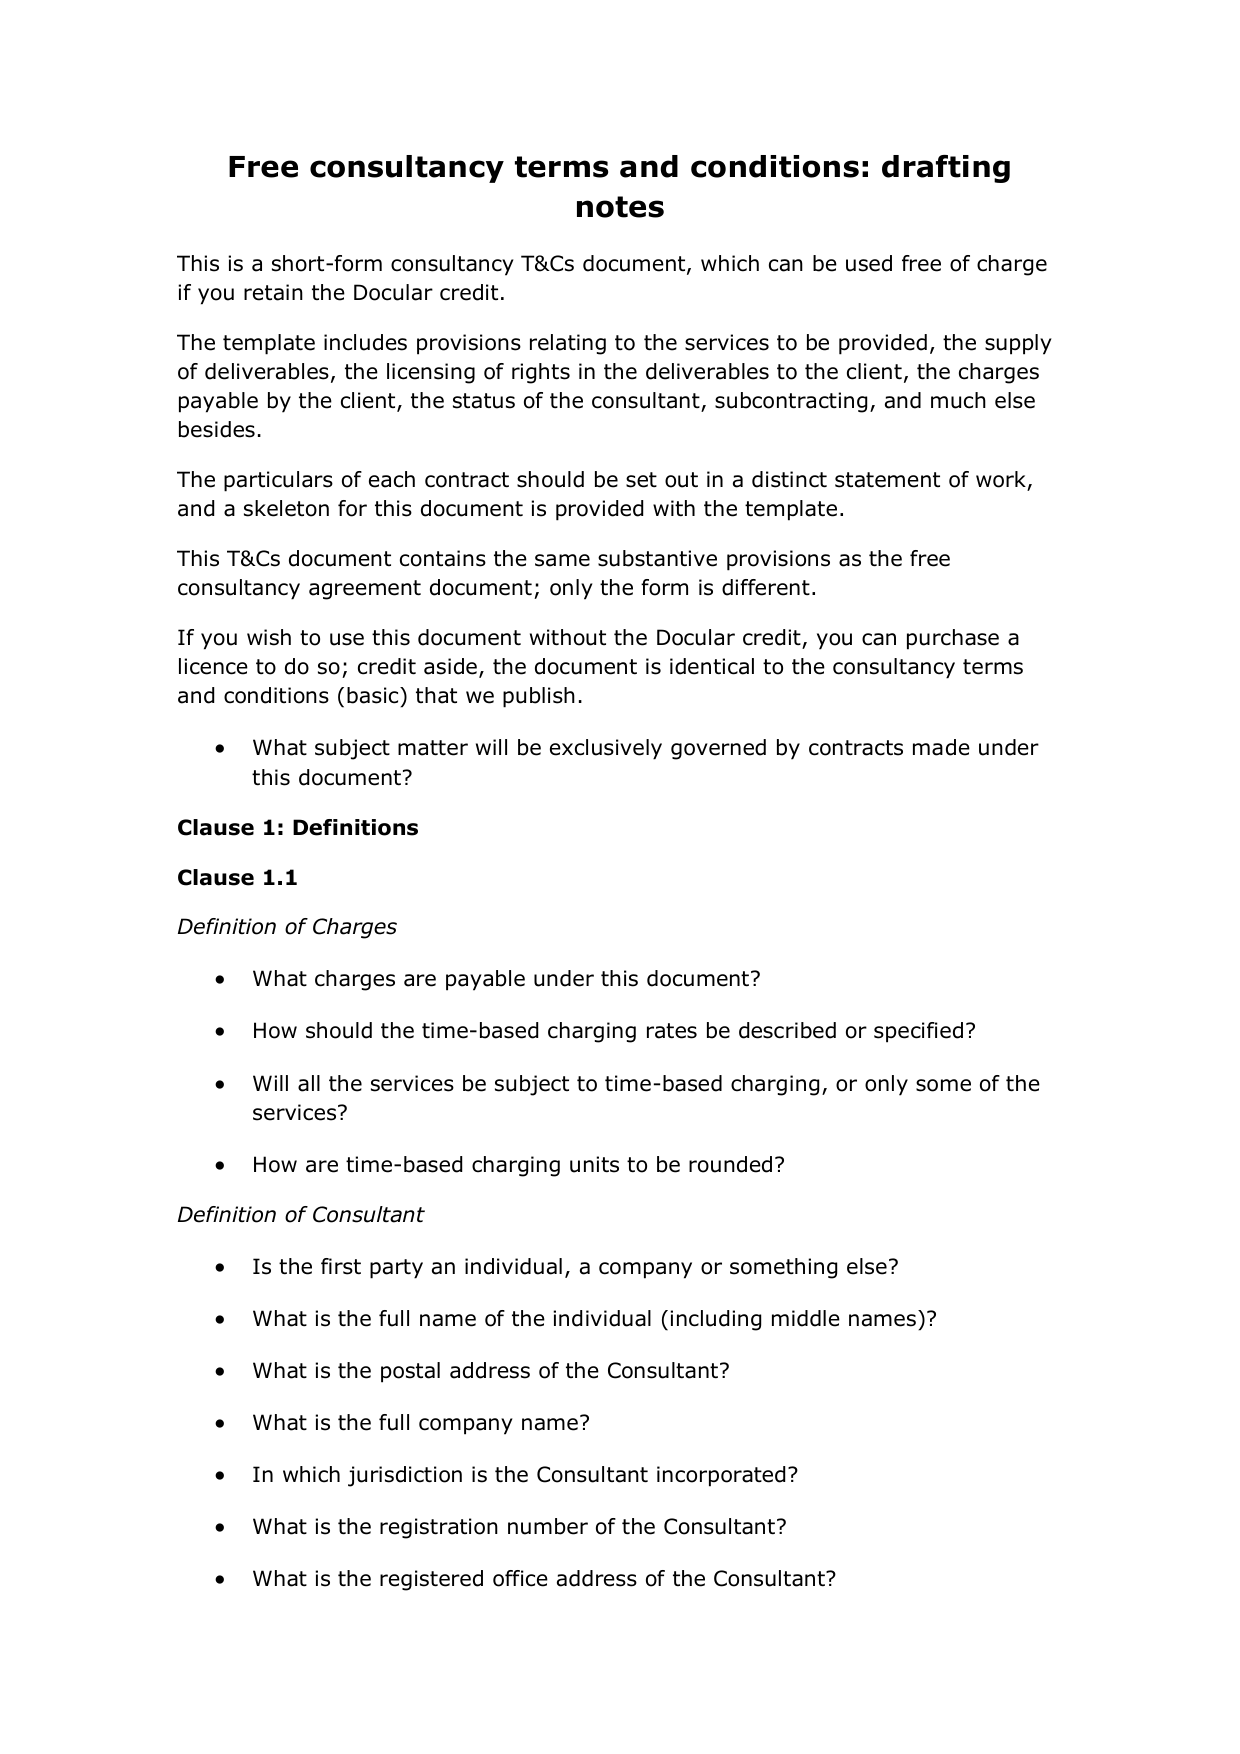 Free consultancy terms and conditions: drafting
notes
This is a short-form consultancy T&Cs document, which can be used free of charge
if you retain the Docular credit.
The template includes provisions relating to the services to be provided, the supply
of deliverables, the licensing of rights in the deliverables to the client, the charges
payable by the client, the status of the consultant, subcontracting, and much else
besides.
The particulars of each contract should be set out in a distinct statement of work,
and a skeleton for this document is provided with the template.
This T&Cs document contains the same substantive provisions as the free
consultancy agreement document; only the form is different.
If you wish to use this document without the Docular credit, you can purchase a
licence to do so; credit aside, the document is identical to the consultancy terms
and conditions (basic) that we publish.
• What subject matter will be exclusively governed by contracts made under
this document?
Clause 1: Definitions
Clause 1.1
Definition of Charges
• What charges are payable under this document?
• How should the time-based charging rates be described or specified?
• Will all the services be subject to time-based charging, or only some of the
services?
• How are time-based charging units to be rounded?
Definition of Consultant
• Is the first party an individual, a company or something else?
• What is the full name of the individual (including middle names)?
• What is the postal address of the Consultant?
• What is the full company name?
• In which jurisdiction is the Consultant incorporated?
• What is the registration number of the Consultant?
• What is the registered office address of the Consultant?